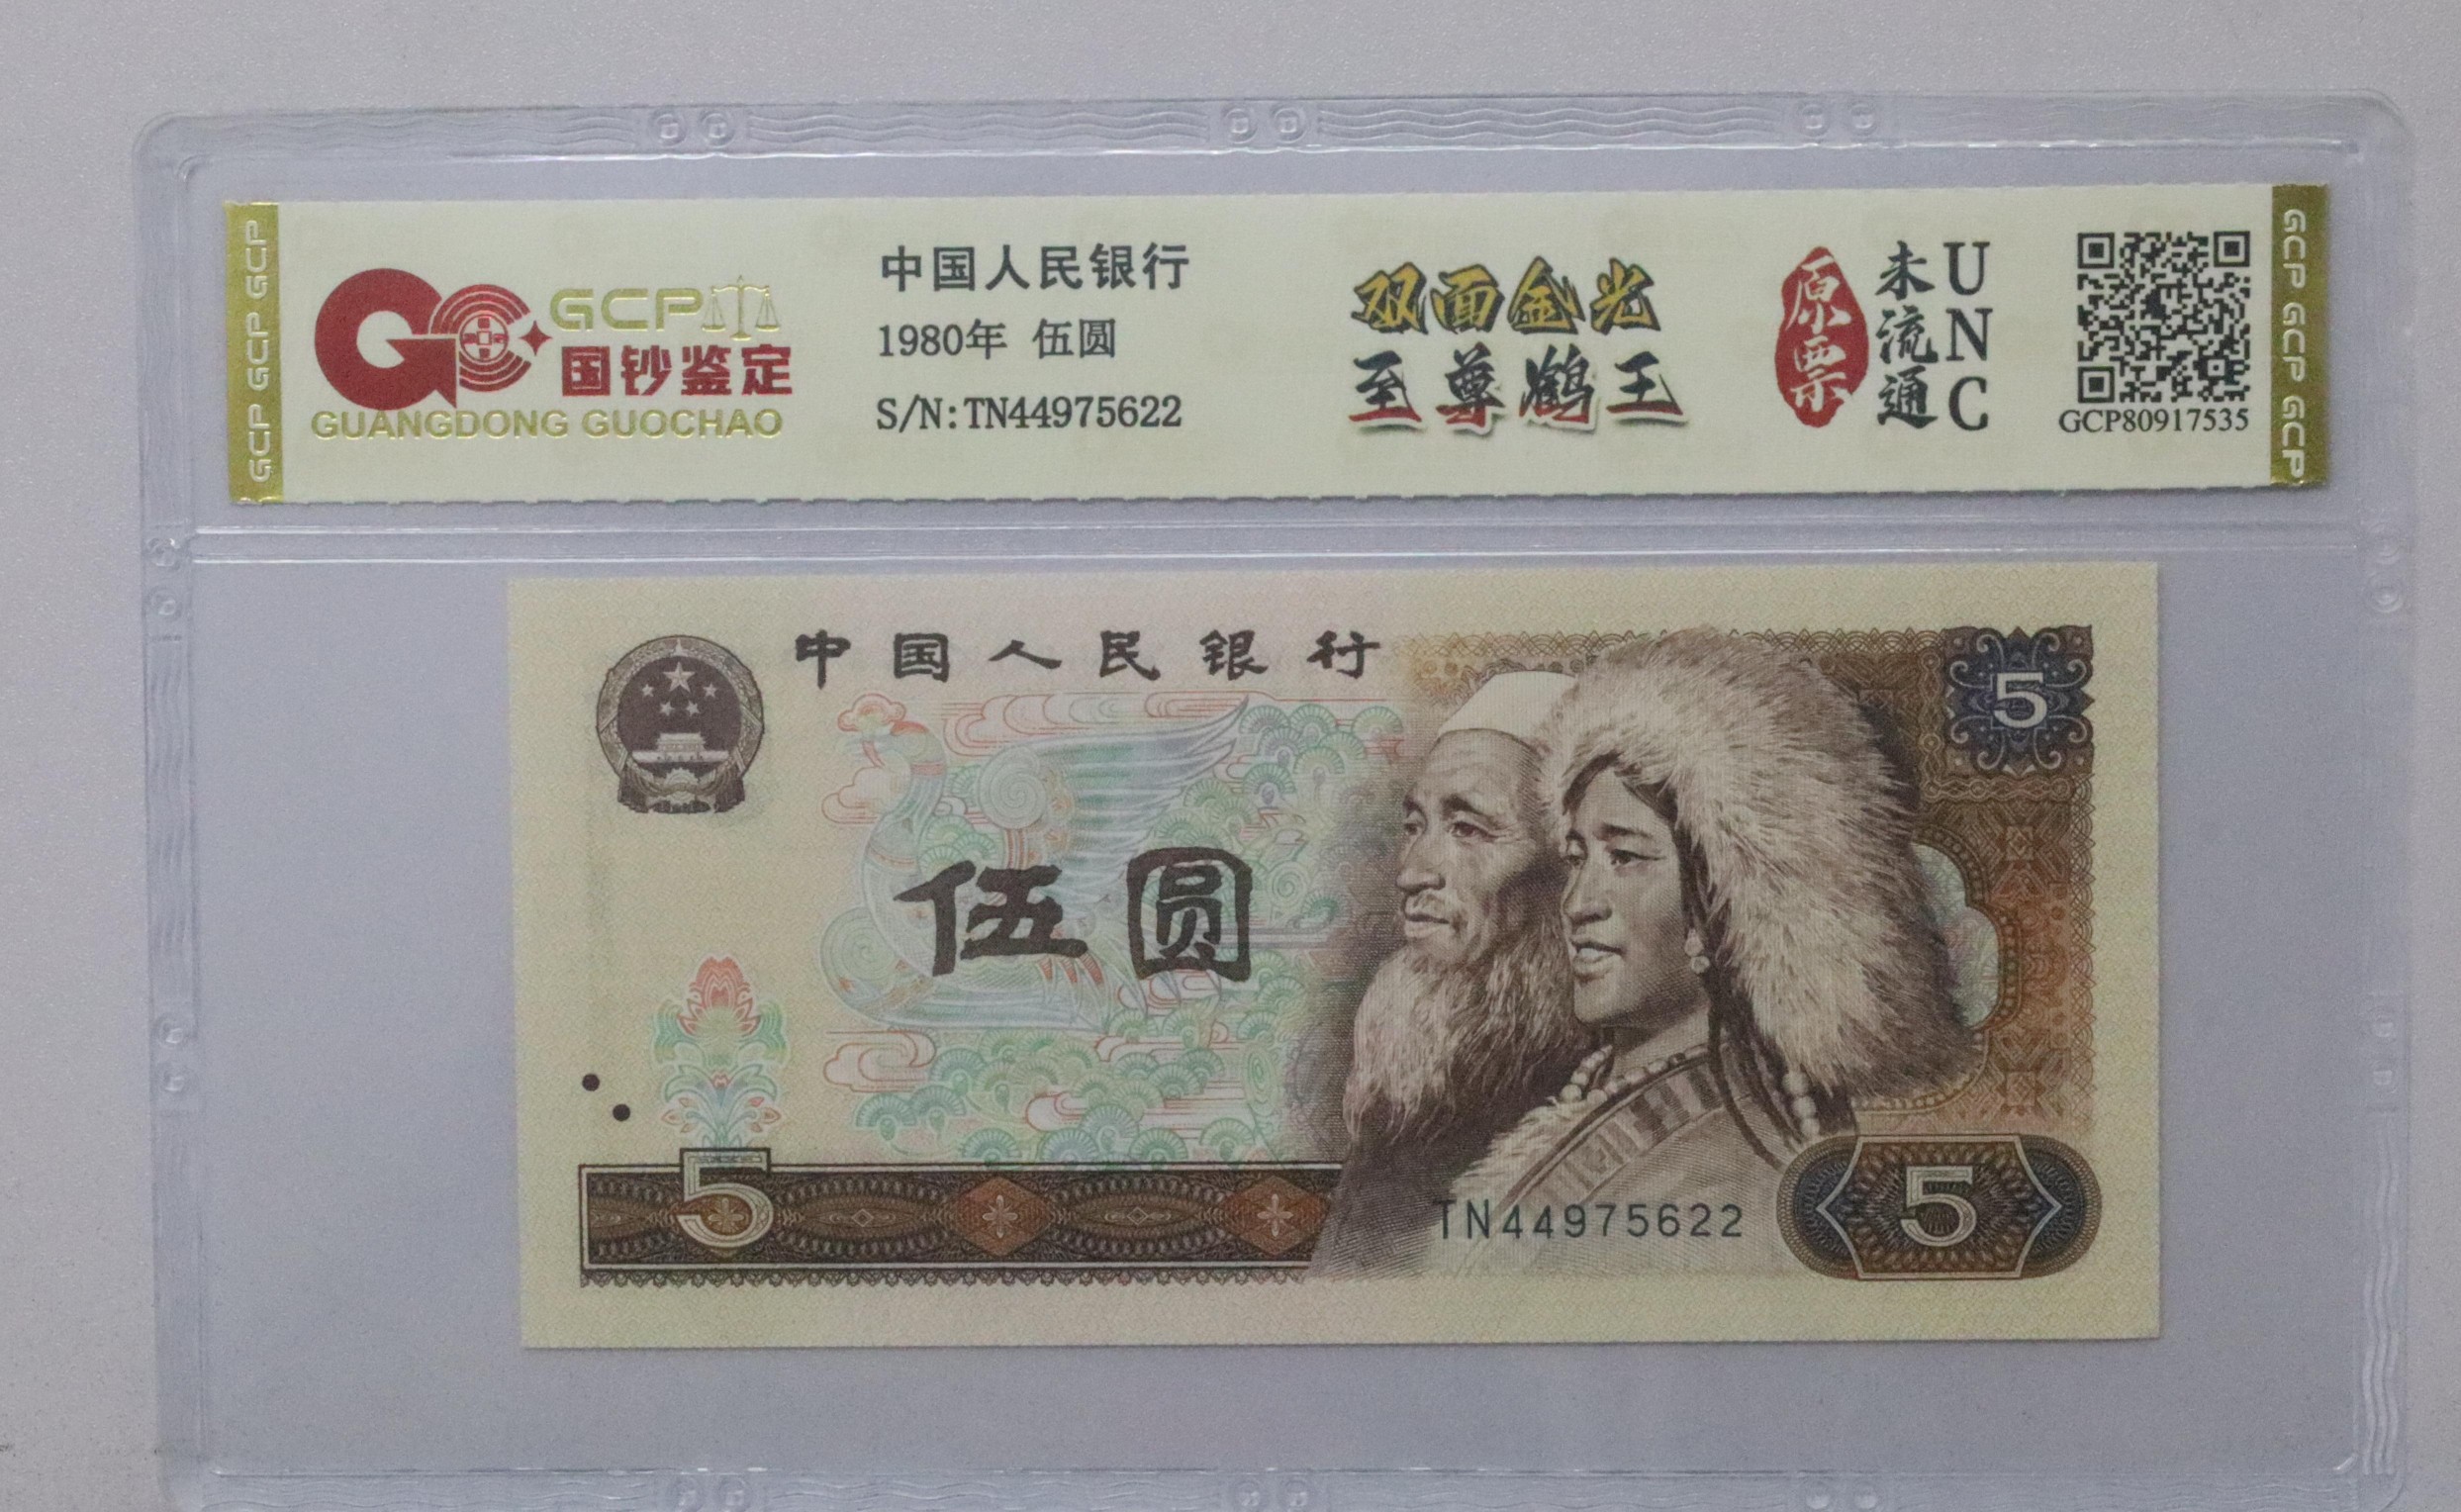 GCP GCP GCP
GCP
国钞鉴定
GUANGDONG GUOCHAO
中国人民银行
1980年 伍圆
S/N:TN44975622
双面金光
至尊鹤王
原票
未流通
UNC
GCP80917535
GCP GCP GCP GCP
中国人民银行
5
伍圆
5
TN44975622
5